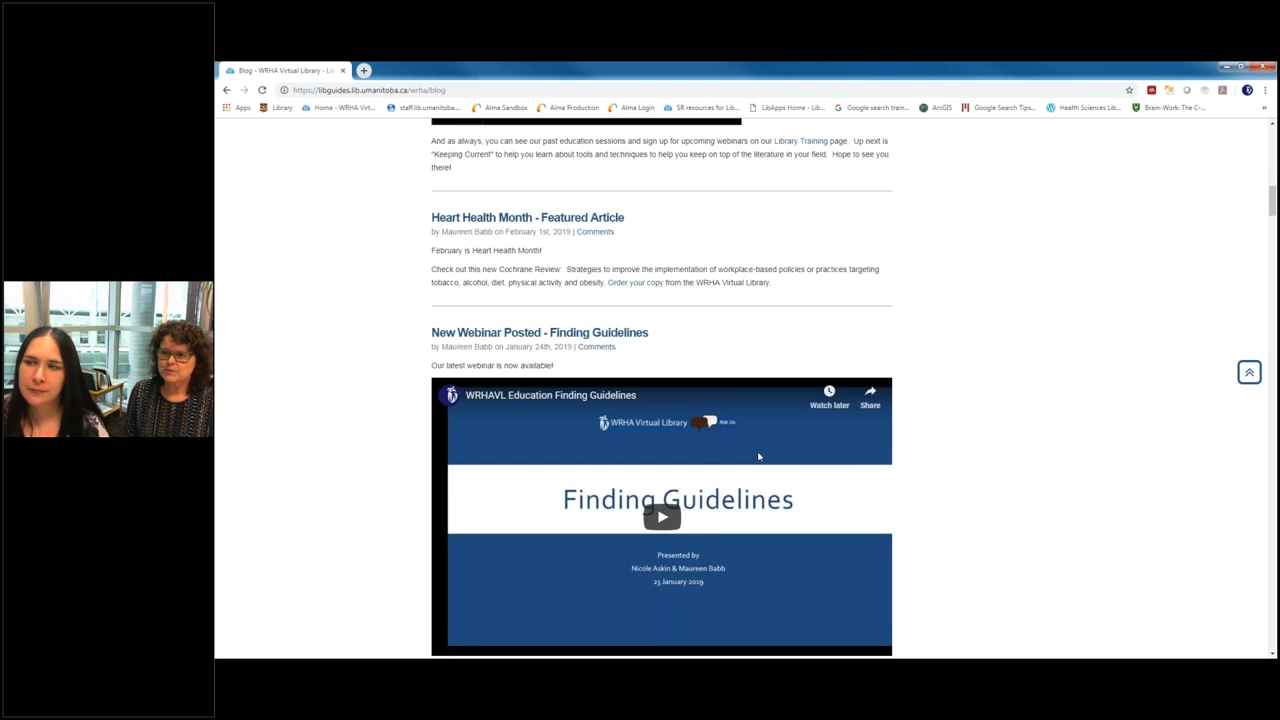 Blog - WRHA Virtual Library - Li
https://libguides.lib.umanitoba.ca/wrha/blog
Apps Library Home - WRHA Virt... staff.lib.umanitoba.... Alma Sandbox Alma Production Alma Login SR resources for Lib... LibApps Home - Lib... Google search train... ArcGIS Google Search Tips... Health Sciences Lib... Brain-Work: The C-... »
And as always, you can see our past education sessions and sign up for upcoming webinars on our Library Training page. Up next is
"Keeping Current" to help you learn about tools and techniques to help you keep on top of the literature in your field. Hope to see you
there!
Heart Health Month - Featured Article
by Maureen Babb on February 1st, 2019 | Comments
February is Heart Health Month!
Check out this new Cochrane Review: Strategies to improve the implementation of workplace-based policies or practices targeting
tobacco, alcohol, diet, physical activity and obesity. Order your copy from the WRHA Virtual Library.
New Webinar Posted - Finding Guidelines
by Maureen Babb on January 24th, 2019 | Comments
Our latest webinar is now available!
WRHAVL Education Finding Guidelines
Watch later Share
WRHA Virtual Library Ask Us
Finding Guidelines
Presented by
Nicole Askin & Maureen Babb
23 January 2019